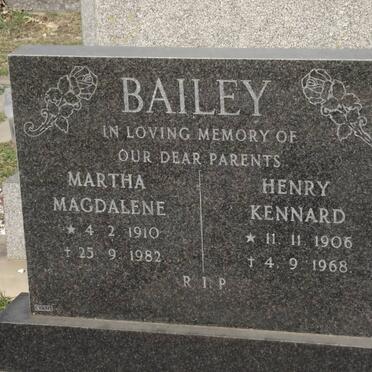 BAILEY
IN LOVING MEMORY OF
OUR DEAR PARENTS
MARTHA
MAGDALENE
★ 4. 2. 1910
✝ 25. 9. 1982
HENRY
KENNARD
★ 11. 11. 1906
✝ 4. 9. 1968
R I P